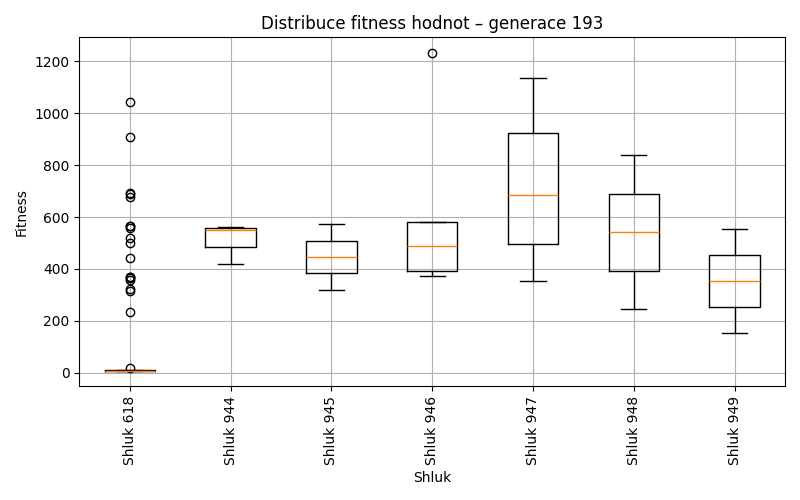 Distribuce fitness hodnot – generace 193
Fitness
1200
1000
800
600
400
200
0
Shluk 618
Shluk 944
Shluk 945
Shluk 946
Shluk 947
Shluk 948
Shluk 949
Shluk